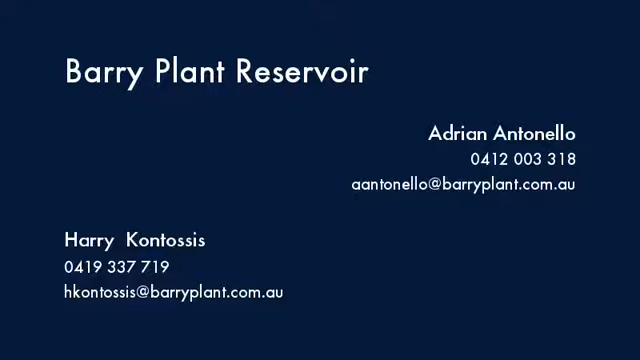 Barry Plant Reservoir
Adrian Antonello
0412 003 318
aantonello@barryplant.com.au
Harry Kontossis
0419 337 719
hkontossis@barryplant.com.au